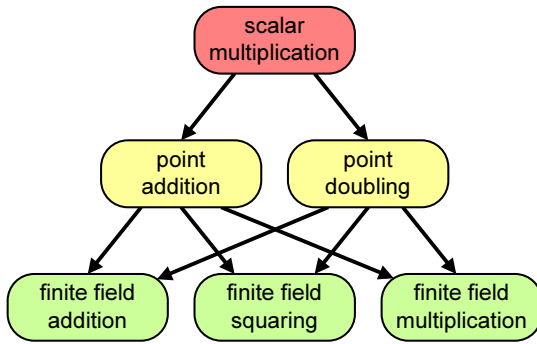 scalar
multiplication
point
addition
point
doubling
finite field
addition
finite field
squaring
finite field
multiplication